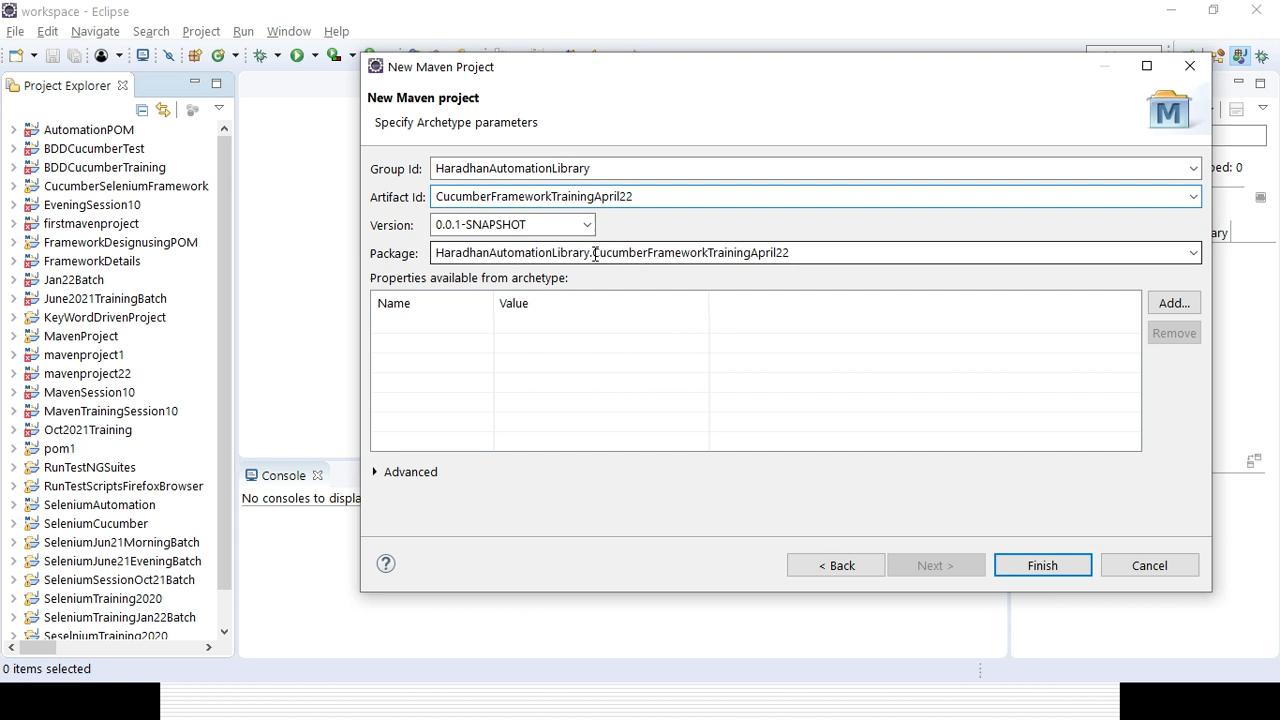 workspace - Eclipse
File Edit Navigate Search Project Run Window Help
Project Explorer
AutomationPOM
BDDCucumberTest
BDDCucumberTraining
CucumberSeleniumFramework
EveningSession10
firstmavenproject
FrameworkDesignusingPOM
FrameworkDetails
Jan22Batch
June2021TrainingBatch
KeyWordDrivenProject
MavenProject
mavenproject1
mavenproject22
MavenSession10
MavenTrainingSession10
Oct2021Training
pom1
RunTestNGSuites
RunTestScriptsFirefoxBrowser
SeleniumAutomation
SeleniumCucumber
SeleniumJun21MorningBatch
SeleniumJune21EveningBatch
SeleniumSessionOct21Batch
SeleniumTraining2020
SeleniumTrainingJan22Batch
SeselniumTraining2020
0 items selected
Console
No consoles to displa
New Maven Project
New Maven project
Specify Archetype parameters
M
Group Id: HaradhanAutomationLibrary
Artifact Id: CucumberFrameworkTrainingApril22
Version: 0.0.1-SNAPSHOT
Package: HaradhanAutomationLibrary.CucumberFrameworkTrainingApril22
Properties available from archetype:
Name Value
Add...
Remove
Advanced
< Back Next > Finish Cancel
ped: 0
ary